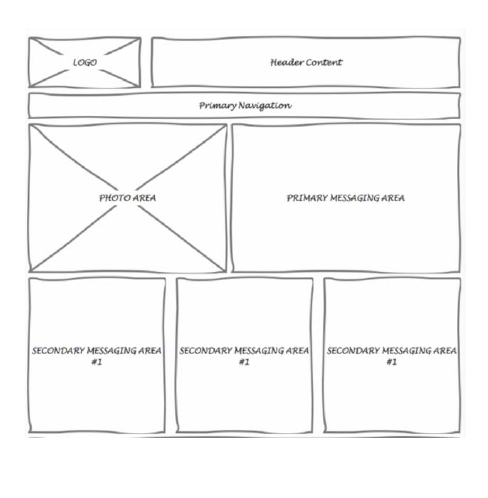 LOGO
Header Content
Primary Navigation
PHOTO AREA
PRIMARY MESSAGING AREA
SECONDARY MESSAGING AREA
#1
SECONDARY MESSAGING AREA
#1
SECONDARY MESSAGING AREA
#1